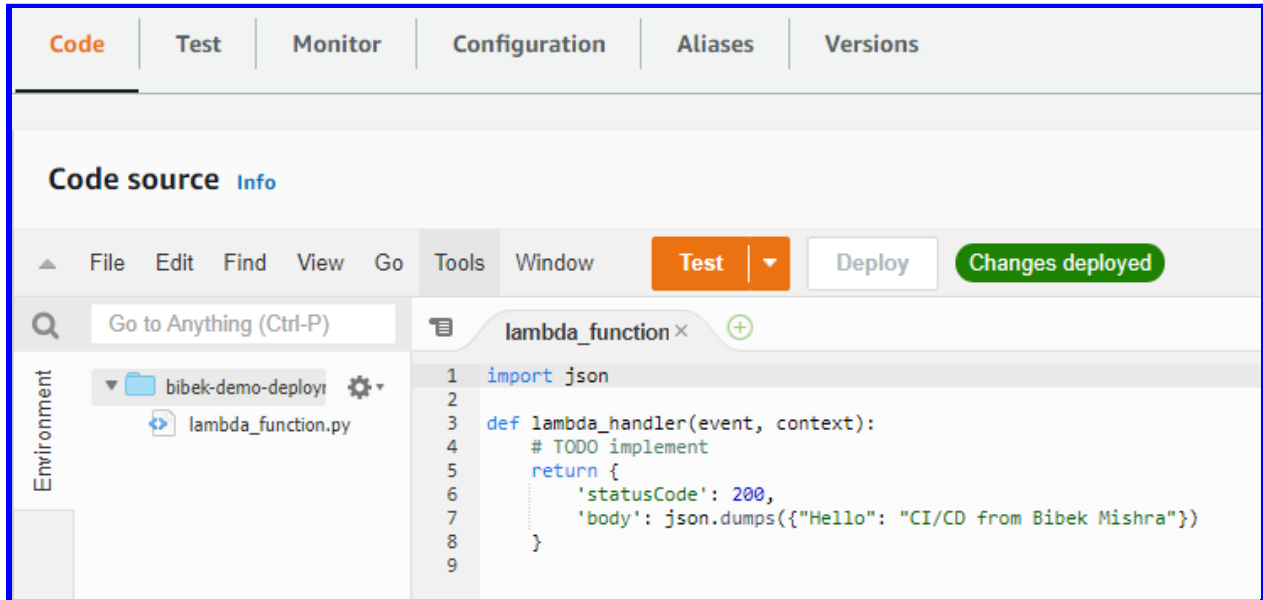 Code Test Monitor Configuration Aliases Versions
Code source Info
File Edit Find View Go Tools Window Test Deploy Changes deployed
Go to Anything (Ctrl-P)
lambda_function
Environment
bibek-demo-deployr
lambda_function.py
1 import json
2
3 def lambda_handler(event, context):
4 # TODO implement
5 return {
6 'statusCode': 200,
7 'body': json.dumps({"Hello": "CI/CD from Bibek Mishra"})
8 }
9